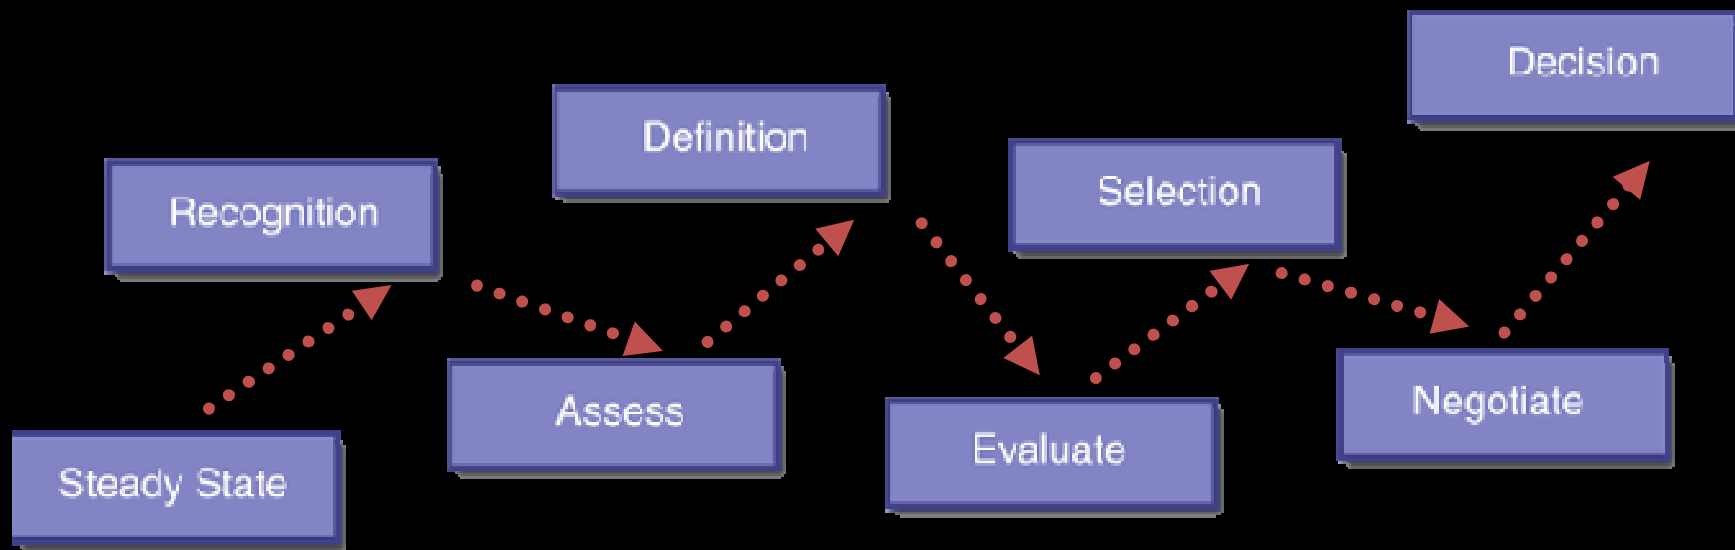 Steady State
Recognition
Assess
Definition
Evaluate
Selection
Negotiate
Decision